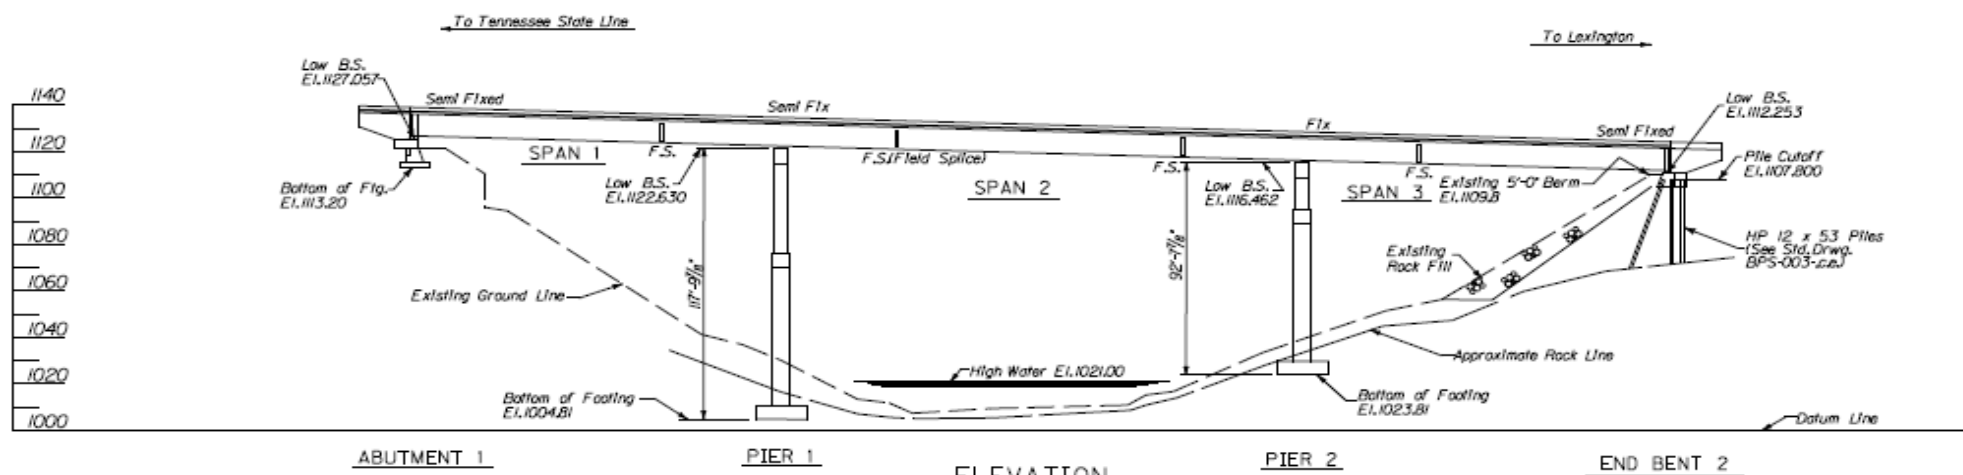 To Tennessee State Line
To Lexington
Low B.S.
El.1127.057
Semi Fixed
Semi Fix
Fix
Semi Fixed
Low B.S.
El.1112.253
1140
1120
1100
1080
1060
1040
1020
1000
SPAN 1
F.S.
F.S.(Field Splice)
F.S.
F.S.
Pile Cutoff
El.1107.800
Bottom of Ftg.
El.1113.20
Low B.S.
El.1122.630
SPAN 2
Low B.S.
El.1116.462
SPAN 3
Existing 5'-0" Berm
El.1109.8
117'-9⅞"
92'-7⅞"
HP 12 x 53 Piles
(See Std.Drwg.
BPS-003-,c.e.)
Existing
Rock Fill
Existing Ground Line
Approximate Rock Line
High Water El.1021.00
Bottom of Footing
El.1004.81
Bottom of Footing
El.1023.81
Datum Line
ABUTMENT 1
PIER 1
ELEVATION
PIER 2
END BENT 2